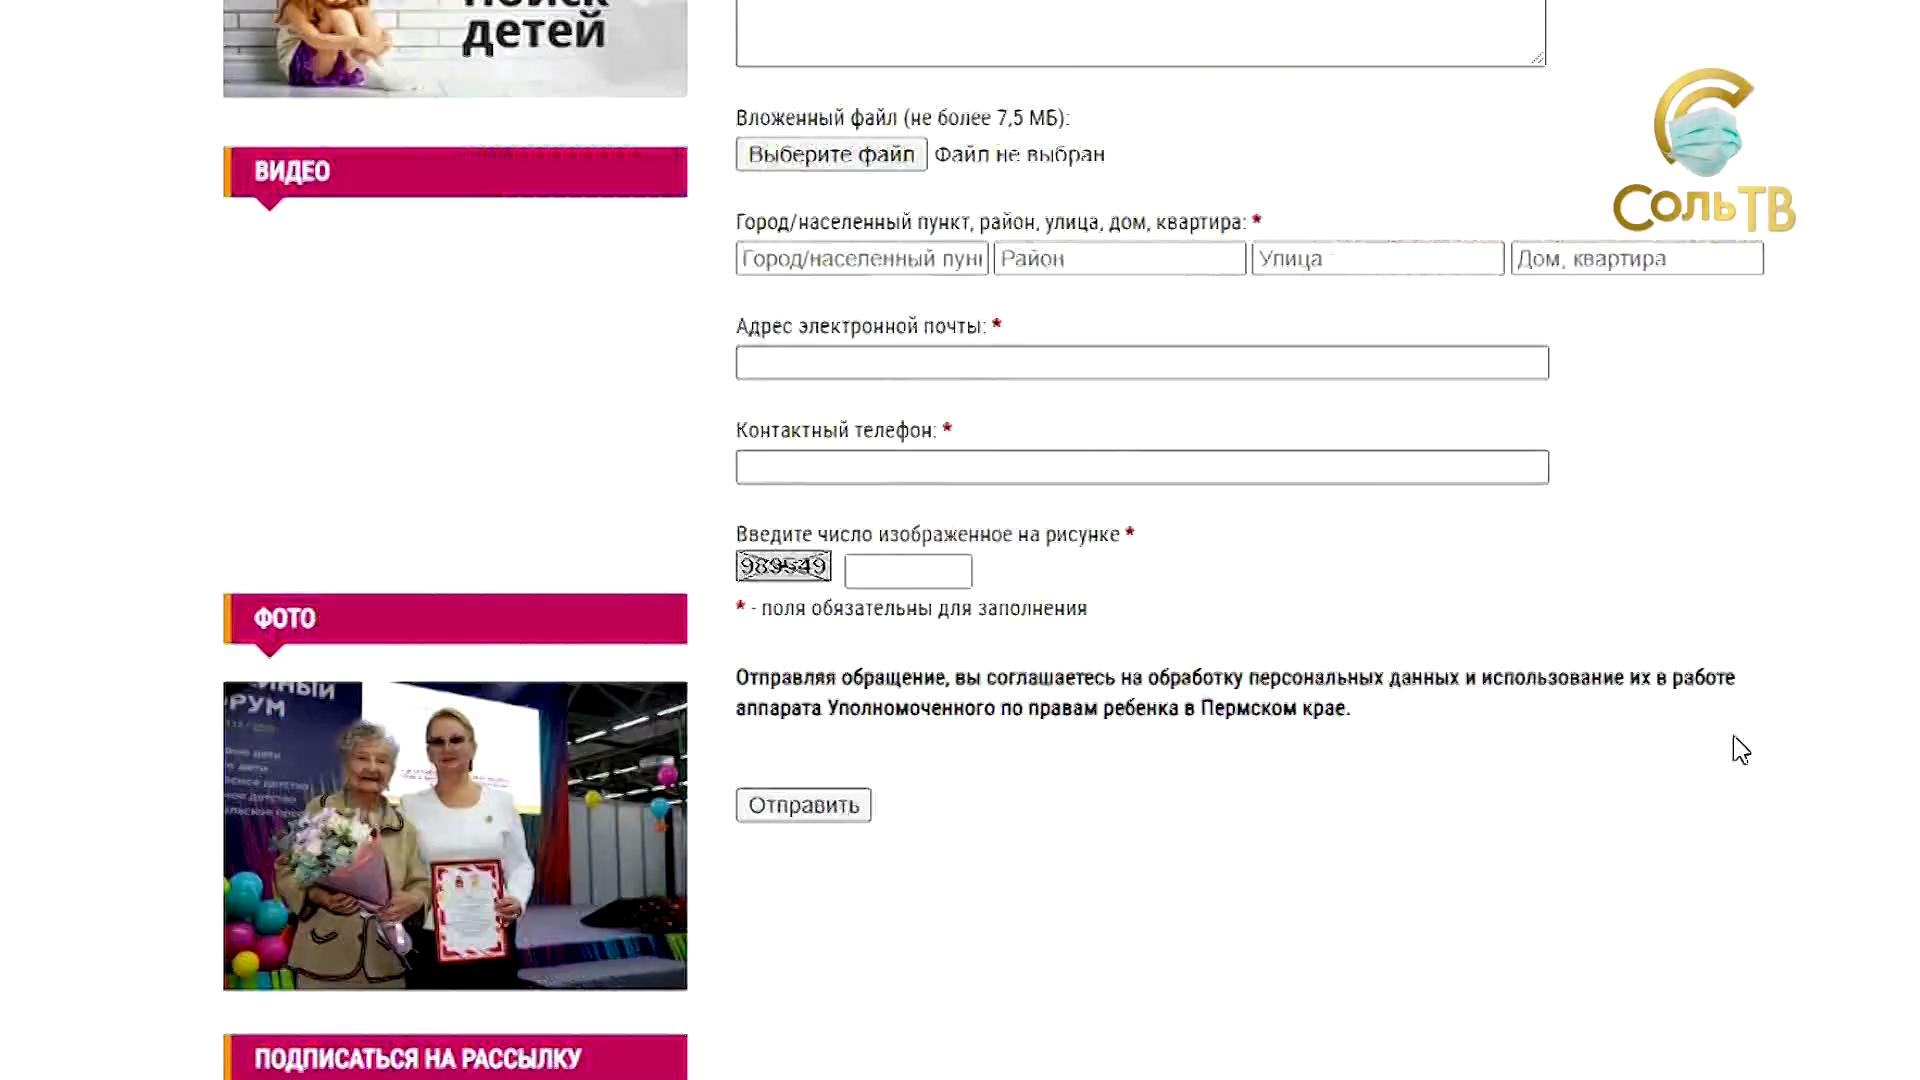 детей
Вложенный файл (не более 7,5 МБ):
Выберите файл Файл не выбран
СольТВ
ВИДЕО
Город/населенный пункт, район, улица, дом, квартира: *
Город/населенный пун Район Улица Дом, квартира
Адрес электронной почты: *
Контактный телефон: *
Введите число изображенное на рисунке *
989549
* - поля обязательны для заполнения
ФОТО
Отправляя обращение, вы соглашаетесь на обработку персональных данных и использование их в работе
аппарата Уполномоченного по правам ребенка в Пермском крае.
Отправить
ПОДПИСАТЬСЯ НА РАССЫЛКУ